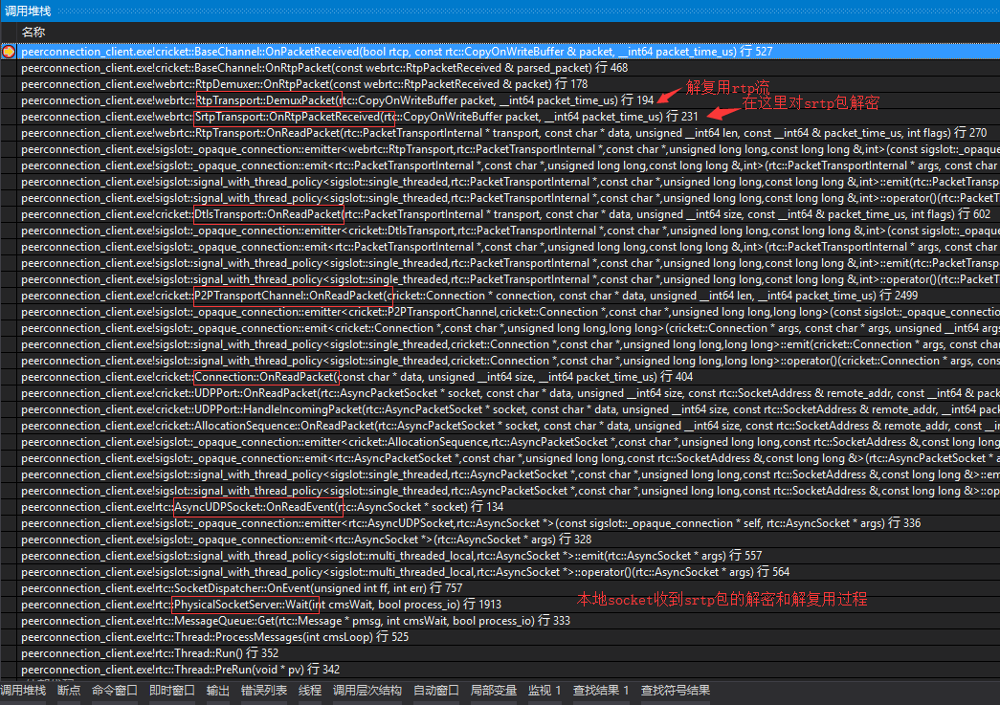 调用堆栈
名称
peerconnection_client.exe!cricket::BaseChannel::OnPacketReceived(bool rtcp, const rtc::CopyOnWriteBuffer & packet, __int64 packet_time_us) 行 527
peerconnection_client.exe!cricket::BaseChannel::OnRtpPacket(const webrtc::RtpPacketReceived & parsed_packet) 行 468
peerconnection_client.exe!webrtc::RtpDemuxer::OnRtpPacket(const webrtc::RtpPacketReceived & packet) 行 178
peerconnection_client.exe!webrtc::RtpTransport::DemuxPacket(rtc::CopyOnWriteBuffer packet, __int64 packet_time_us) 行 194 解复用rtp流
peerconnection_client.exe!webrtc::SrtpTransport::OnRtpPacketReceived(rtc::CopyOnWriteBuffer packet, __int64 packet_time_us) 行 231 在这里对srtp包解密
peerconnection_client.exe!webrtc::RtpTransport::OnReadPacket(rtc::PacketTransportInternal * transport, const char * data, unsigned __int64 len, const __int64 & packet_time_us, int flags) 行 270
peerconnection_client.exe!sigslot::_opaque_connection::emitter<webrtc::RtpTransport,rtc::PacketTransportInternal *,const char *,unsigned long long,const long long &,int>(const sigslot::_opaque
peerconnection_client.exe!sigslot::_opaque_connection::emit<rtc::PacketTransportInternal *,const char *,unsigned long long,const long long &,int>(rtc::PacketTransportInternal * args, const char
peerconnection_client.exe!sigslot::signal_with_thread_policy<sigslot::single_threaded,rtc::PacketTransportInternal *,const char *,unsigned long long,const long long &,int>::emit(rtc::PacketTransp
peerconnection_client.exe!sigslot::signal_with_thread_policy<sigslot::single_threaded,rtc::PacketTransportInternal *,const char *,unsigned long long,const long long &,int>::operator()(rtc::PacketT
peerconnection_client.exe!cricket::DtlsTransport::OnReadPacket(rtc::PacketTransportInternal * transport, const char * data, unsigned __int64 size, const __int64 & packet_time_us, int flags) 行 602
peerconnection_client.exe!sigslot::_opaque_connection::emitter<cricket::DtlsTransport,rtc::PacketTransportInternal *,const char *,unsigned long long,const long long &,int>(const sigslot::_opaque
peerconnection_client.exe!sigslot::_opaque_connection::emit<rtc::PacketTransportInternal *,const char *,unsigned long long,const long long &,int>(rtc::PacketTransportInternal * args, const char
peerconnection_client.exe!sigslot::signal_with_thread_policy<sigslot::single_threaded,rtc::PacketTransportInternal *,const char *,unsigned long long,const long long &,int>::emit(rtc::PacketTransp
peerconnection_client.exe!sigslot::signal_with_thread_policy<sigslot::single_threaded,rtc::PacketTransportInternal *,const char *,unsigned long long,const long long &,int>::operator()(rtc::PacketT
peerconnection_client.exe!cricket::P2PTransportChannel::OnReadPacket(cricket::Connection * connection, const char * data, unsigned __int64 len, __int64 packet_time_us) 行 2499
peerconnection_client.exe!sigslot::_opaque_connection::emitter<cricket::P2PTransportChannel,cricket::Connection *,const char *,unsigned long long,long long>(const sigslot::_opaque_connectio
peerconnection_client.exe!sigslot::_opaque_connection::emit<cricket::Connection *,const char *,unsigned long long,long long>(cricket::Connection * args, const char * args, unsigned __int64 args
peerconnection_client.exe!sigslot::signal_with_thread_policy<sigslot::single_threaded,cricket::Connection *,const char *,unsigned long long,long long>::emit(cricket::Connection * args, const char
peerconnection_client.exe!sigslot::signal_with_thread_policy<sigslot::single_threaded,cricket::Connection *,const char *,unsigned long long,long long>::operator()(cricket::Connection * args, cons
peerconnection_client.exe!cricket::Connection::OnReadPacket(const char * data, unsigned __int64 size, __int64 packet_time_us) 行 404
peerconnection_client.exe!cricket::UDPPort::OnReadPacket(rtc::AsyncPacketSocket * socket, const char * data, unsigned __int64 size, const rtc::SocketAddress & remote_addr, const __int64 & pack
peerconnection_client.exe!cricket::UDPPort::HandleIncomingPacket(rtc::AsyncPacketSocket * socket, const char * data, unsigned __int64 size, const rtc::SocketAddress & remote_addr, __int64 pack
peerconnection_client.exe!cricket::AllocationSequence::OnReadPacket(rtc::AsyncPacketSocket * socket, const char * data, unsigned __int64 size, const rtc::SocketAddress & remote_addr, const __in
peerconnection_client.exe!sigslot::_opaque_connection::emitter<cricket::AllocationSequence,rtc::AsyncPacketSocket *,const char *,unsigned long long,const rtc::SocketAddress &,const long long
peerconnection_client.exe!sigslot::_opaque_connection::emit<rtc::AsyncPacketSocket *,const char *,unsigned long long,const rtc::SocketAddress &,const long long &>(rtc::AsyncPacketSocket * a
peerconnection_client.exe!sigslot::signal_with_thread_policy<sigslot::single_threaded,rtc::AsyncPacketSocket *,const char *,unsigned long long,const rtc::SocketAddress &,const long long &>::em
peerconnection_client.exe!sigslot::signal_with_thread_policy<sigslot::single_threaded,rtc::AsyncPacketSocket *,const char *,unsigned long long,const rtc::SocketAddress &,const long long &>::op
peerconnection_client.exe!rtc::AsyncUDPSocket::OnReadEvent(rtc::AsyncSocket * socket) 行 134
peerconnection_client.exe!sigslot::_opaque_connection::emitter<rtc::AsyncUDPSocket,rtc::AsyncSocket *>(const sigslot::_opaque_connection * self, rtc::AsyncSocket * args) 行 336
peerconnection_client.exe!sigslot::_opaque_connection::emit<rtc::AsyncSocket *>(rtc::AsyncSocket * args) 行 328
peerconnection_client.exe!sigslot::signal_with_thread_policy<sigslot::multi_threaded_local,rtc::AsyncSocket *>::emit(rtc::AsyncSocket * args) 行 557
peerconnection_client.exe!sigslot::signal_with_thread_policy<sigslot::multi_threaded_local,rtc::AsyncSocket *>::operator()(rtc::AsyncSocket * args) 行 564
peerconnection_client.exe!rtc::SocketDispatcher::OnEvent(unsigned int ff, int err) 行 757
peerconnection_client.exe!rtc::PhysicalSocketServer::Wait(int cmsWait, bool process_io) 行 1913 本地socket收到srtp包的解密和解复用过程
peerconnection_client.exe!rtc::MessageQueue::Get(rtc::Message * pmsg, int cmsWait, bool process_io) 行 333
peerconnection_client.exe!rtc::Thread::ProcessMessages(int cmsLoop) 行 525
peerconnection_client.exe!rtc::Thread::Run() 行 352
peerconnection_client.exe!rtc::Thread::PreRun(void * pv) 行 342
调用堆栈 断点 命令窗口 即时窗口 输出 错误列表 线程 调用层次结构 自动窗口 局部变量 监视 1 查找结果 1 查找符号结果